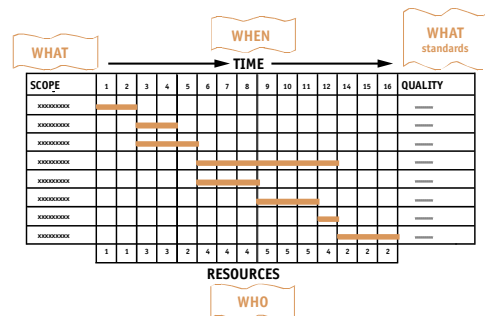 WHAT
WHEN
WHAT
standards
TIME
SCOPE 1 2 3 4 5 6 7 8 9 10 11 12 14 15 16 QUALITY
xxxxxxxxx
xxxxxxxxx
xxxxxxxxx
xxxxxxxxx
xxxxxxxxx
xxxxxxxxx
xxxxxxxxx
xxxxxxxxx
1 1 3 3 2 4 4 4 5 5 5 4 2 2 2
RESOURCES
WHO